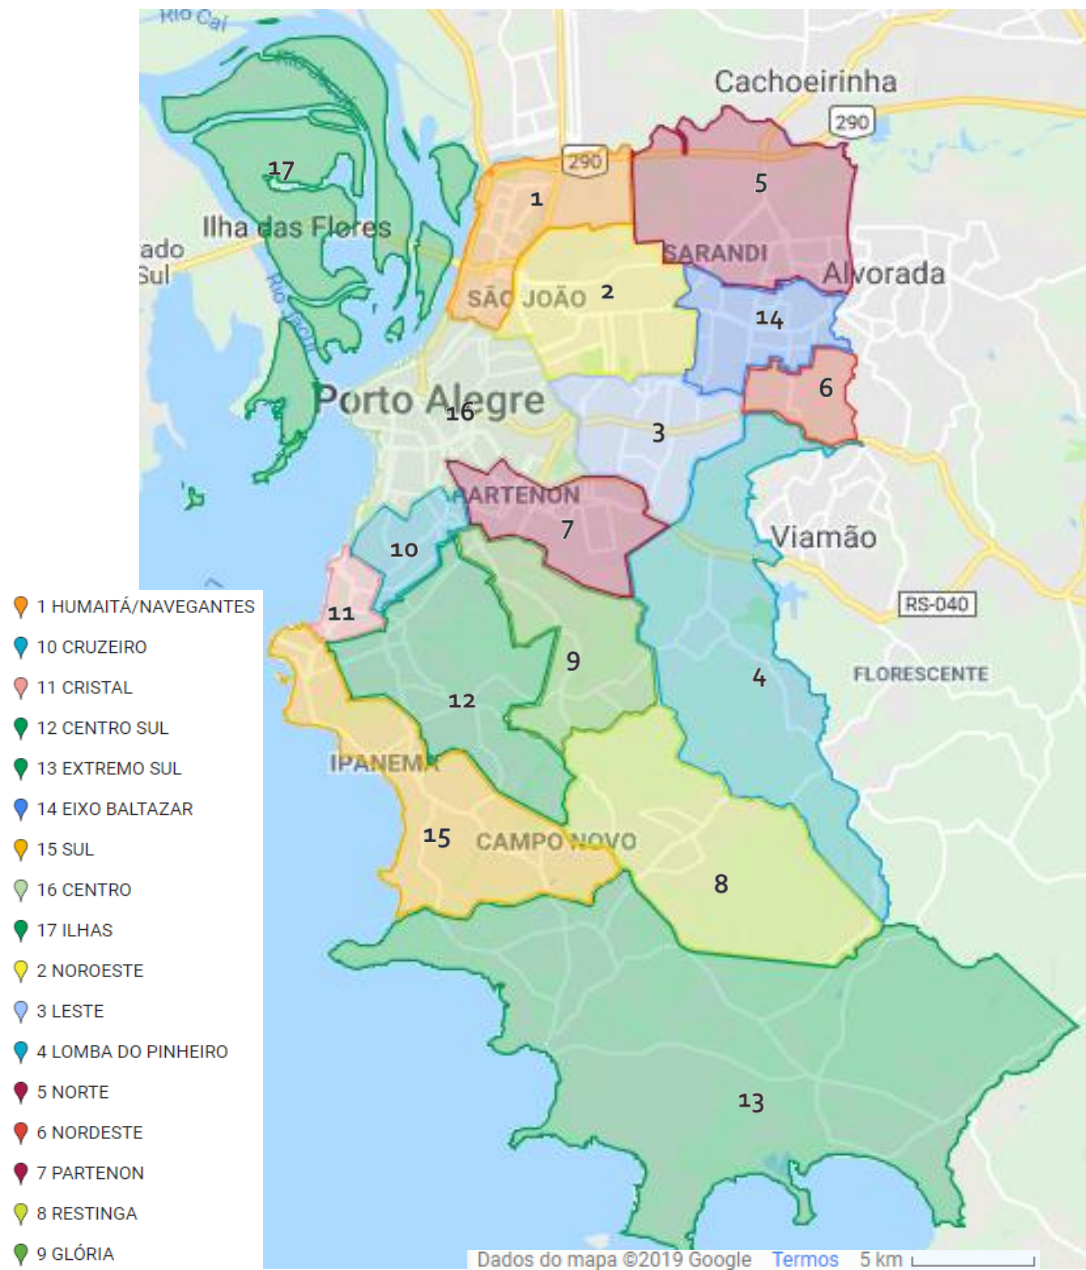 Rio Caí
Rio Jacuí
Cachoeirinha
290
290
17
1
5
Ilha das Flores
SARANDI
Alvorada
ado
Sul
Rio Jacuí
SÃO JOÃO
2
14
Porto Alegre
16
6
3
PARTENON
7
Viamão
10
1 HUMAITÁ/NAVEGANTES
RS-040
11
10 CRUZEIRO
9
4
FLORESCENTE
11 CRISTAL
12
12 CENTRO SUL
IPANEMA
13 EXTREMO SUL
14 EIXO BALTAZAR
15
CAMPO NOVO
15 SUL
8
16 CENTRO
17 ILHAS
2 NOROESTE
3 LESTE
4 LOMBA DO PINHEIRO
5 NORTE
13
6 NORDESTE
7 PARTENON
8 RESTINGA
9 GLÓRIA
Dados do mapa ©2019 Google Termos 5 km